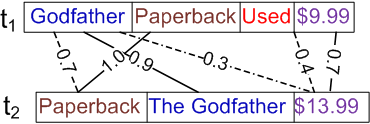 t1 Godfather Paperback Used $9.99
0.7 1.0 0.9 0.3 0.4 0.7
t2 Paperback The Godfather $13.99